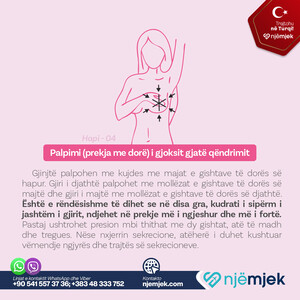 Trajtohu
në Turqi!
njëmjek
Hapi - 04
Palpimi (prekja me dorë) i gjoksit gjatë qëndrimit
Gjinjtë palpohen me kujdes me majat e gishtave të dorës së
hapur. Gjiri i djathtë palpohet me mollëzat e gishtave të dorës së
majtë dhe gjiri i majtë me mollëzat e gishtave të dorës së djathtë.
Është e rëndësishme të dihet se në disa gra, kudrati i sipërm i
jashtëm i gjirit, ndjehet në prekje më i ngjeshur dhe më i fortë.
Pastaj ushtrohet presion mbi thithat me dy gishtat, atë të madh
dhe tregues. Nëse nxjerrin sekrecione, atëherë i duhet kushtuar
vëmendje ngjyrës dhe trajtës së sekrecioneve.
Linjat e kontaktit WhatsApp dhe Viber
+90 541 557 37 36; +383 48 333 752
Kontakto
njemjek.com
njëmjek